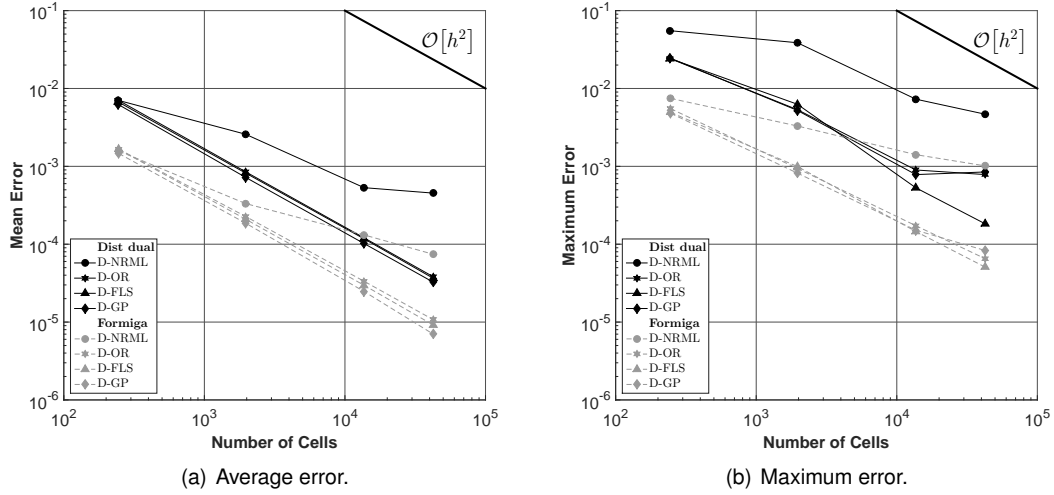 10^-1
10^-2
10^-3
10^-4
10^-5
10^-6
Mean Error
O[h^2]
Dist dual
D-NRML
D-OR
D-FLS
D-GP
Formiga
D-NRML
D-OR
D-FLS
D-GP
10^2 10^3 10^4 10^5
Number of Cells
(a) Average error.
10^-1
10^-2
10^-3
10^-4
10^-5
10^-6
Maximum Error
O[h^2]
Dist dual
D-NRML
D-OR
D-FLS
D-GP
Formiga
D-NRML
D-OR
D-FLS
D-GP
10^2 10^3 10^4 10^5
Number of Cells
(b) Maximum error.